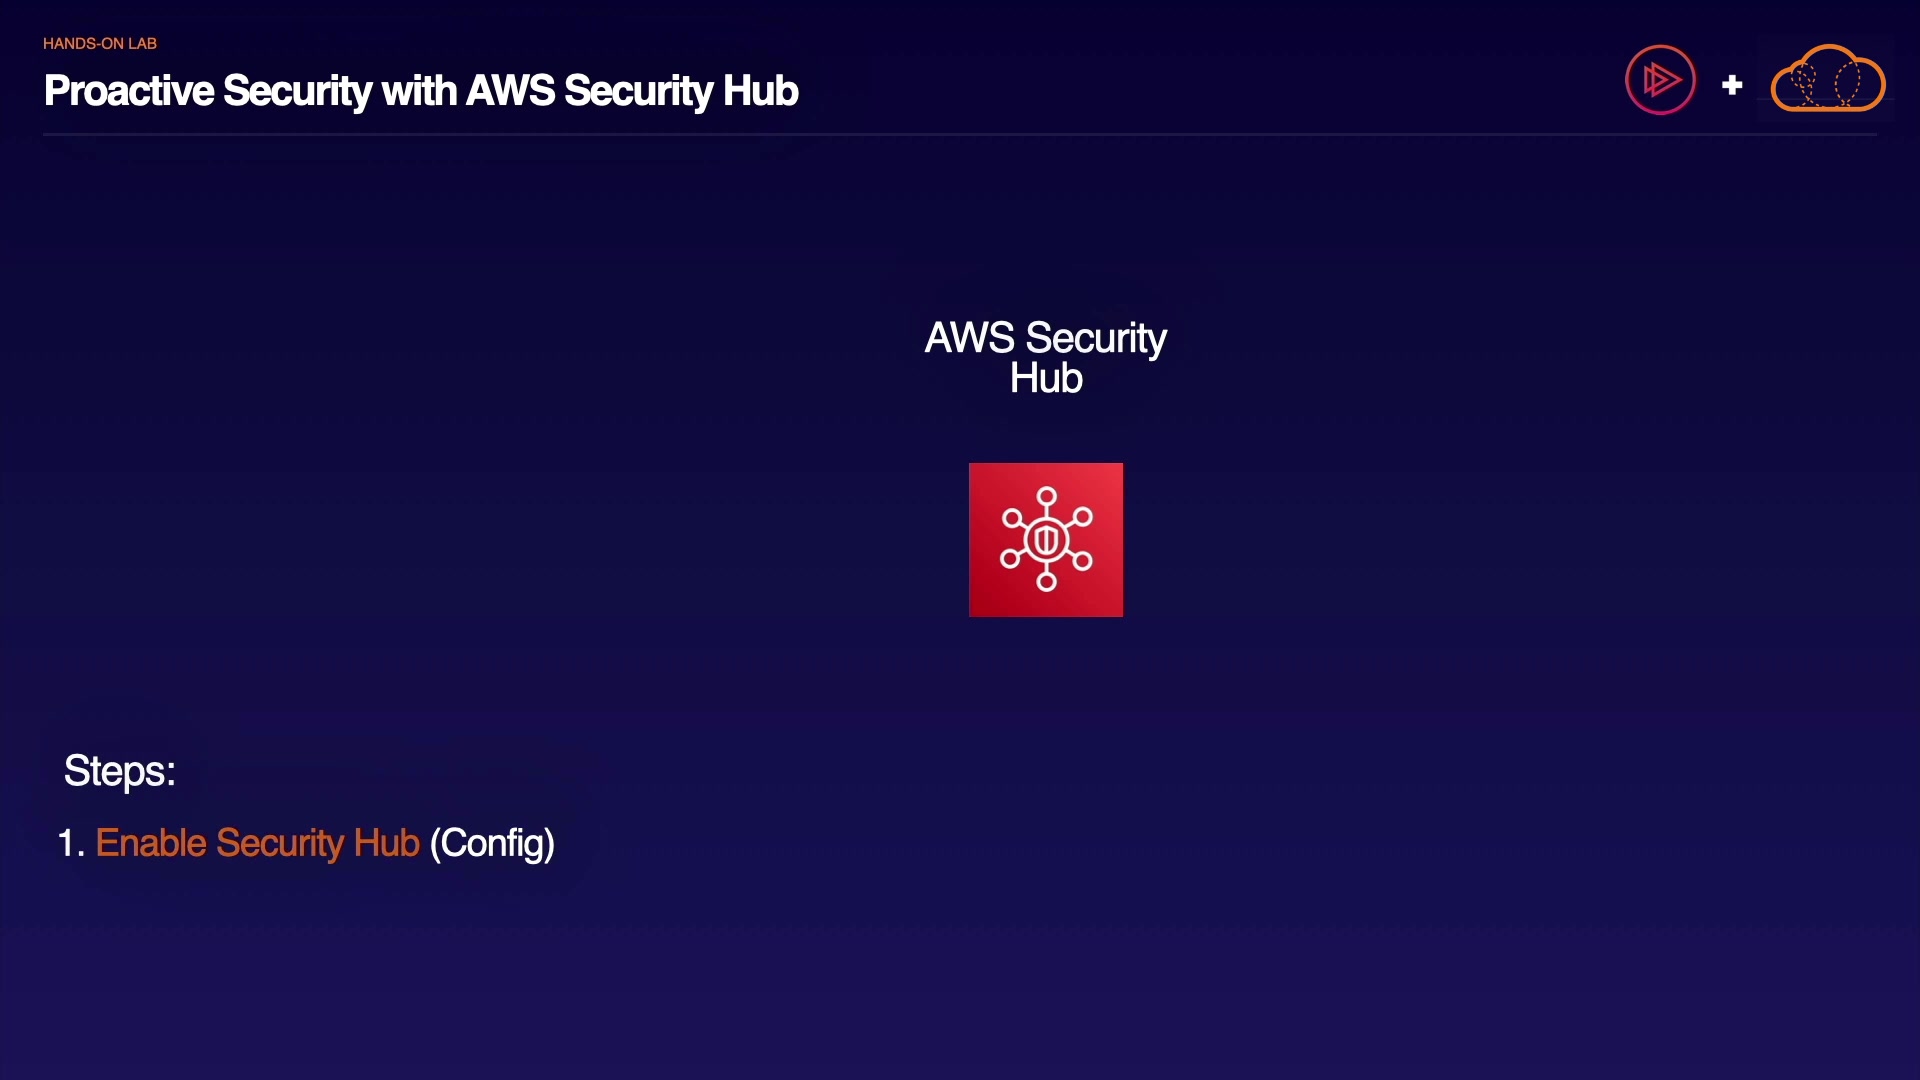 HANDS-ON LAB
Proactive Security with AWS Security Hub
AWS Security
Hub
Steps:
1. Enable Security Hub (Config)